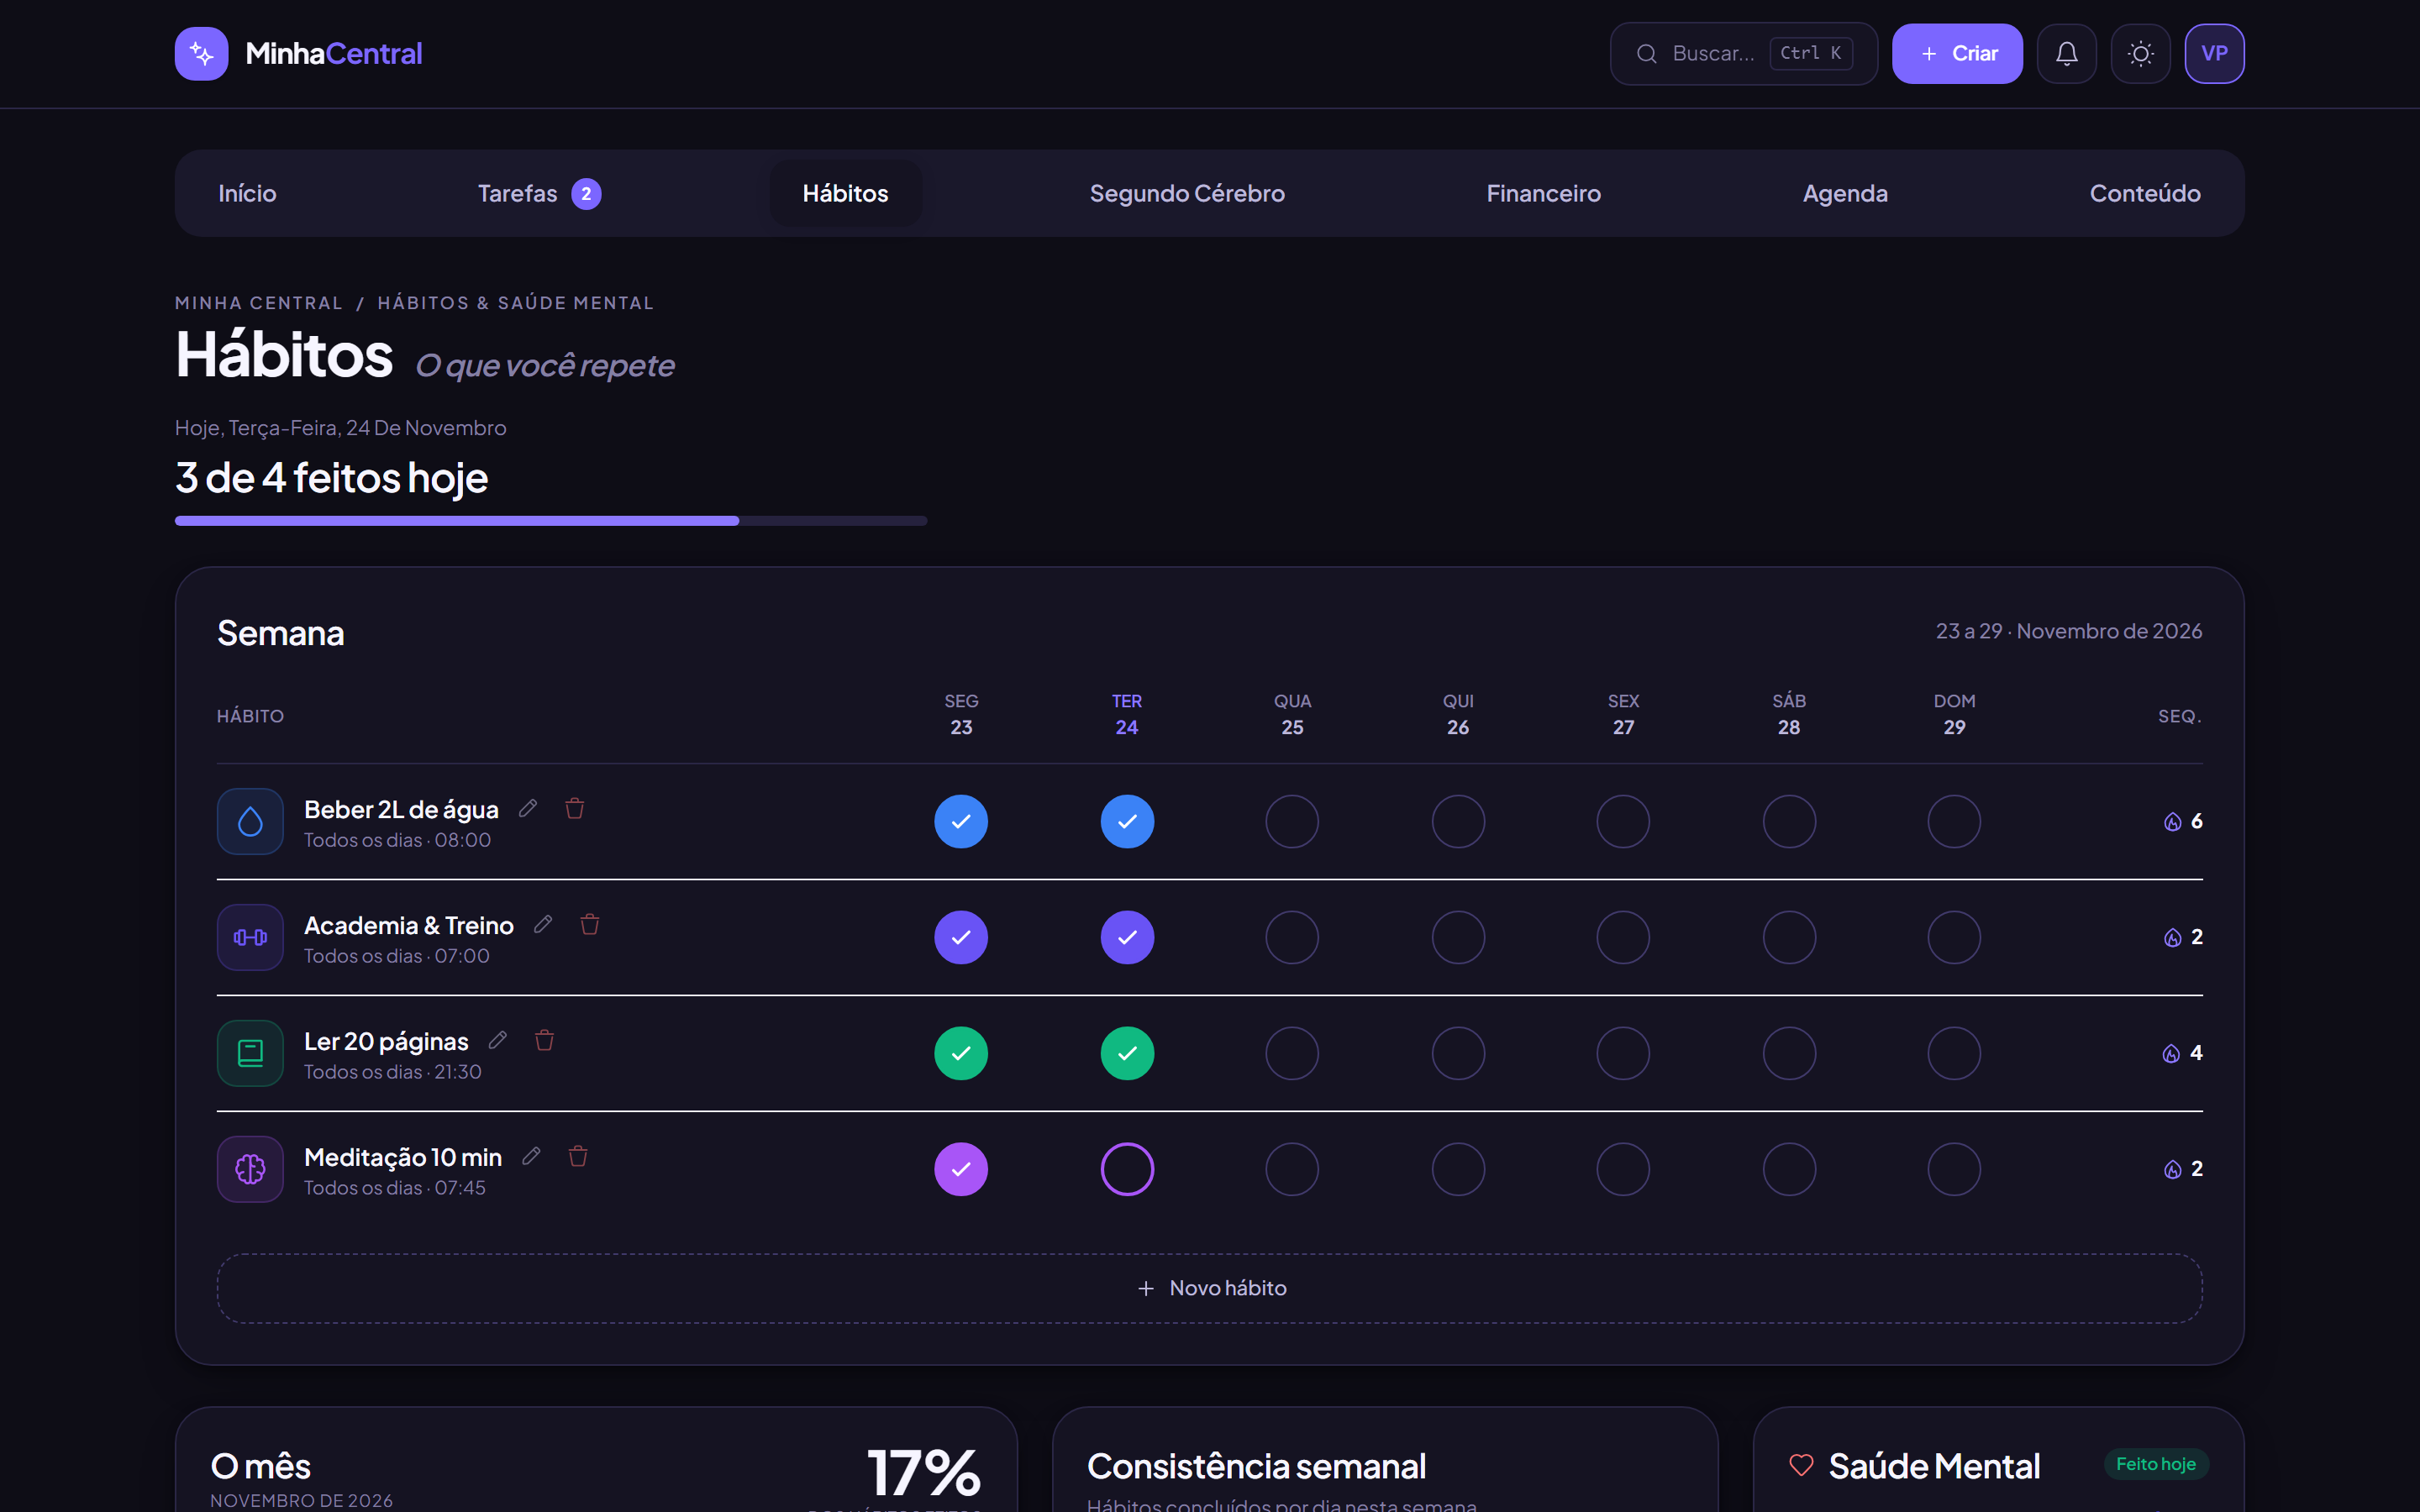 MinhaCentral
Buscar... Ctrl K
+ Criar
VP
Início
Tarefas 2
Hábitos
Segundo Cérebro
Financeiro
Agenda
Conteúdo
MINHA CENTRAL / HÁBITOS & SAÚDE MENTAL
Hábitos O que você repete
Hoje, Terça-Feira, 24 De Novembro
3 de 4 feitos hoje
Semana
23 a 29 · Novembro de 2026
HÁBITO
SEG 23
TER 24
QUA 25
QUI 26
SEX 27
SÁB 28
DOM 29
SEQ.
Beber 2L de água
Todos os dias · 08:00
6
Academia & Treino
Todos os dias · 07:00
2
Ler 20 páginas
Todos os dias · 21:30
4
Meditação 10 min
Todos os dias · 07:45
2
+ Novo hábito
O mês
NOVEMBRO DE 2026
17%
Consistência semanal
Hábitos concluídos por dia nesta semana
Saúde Mental
Feito hoje